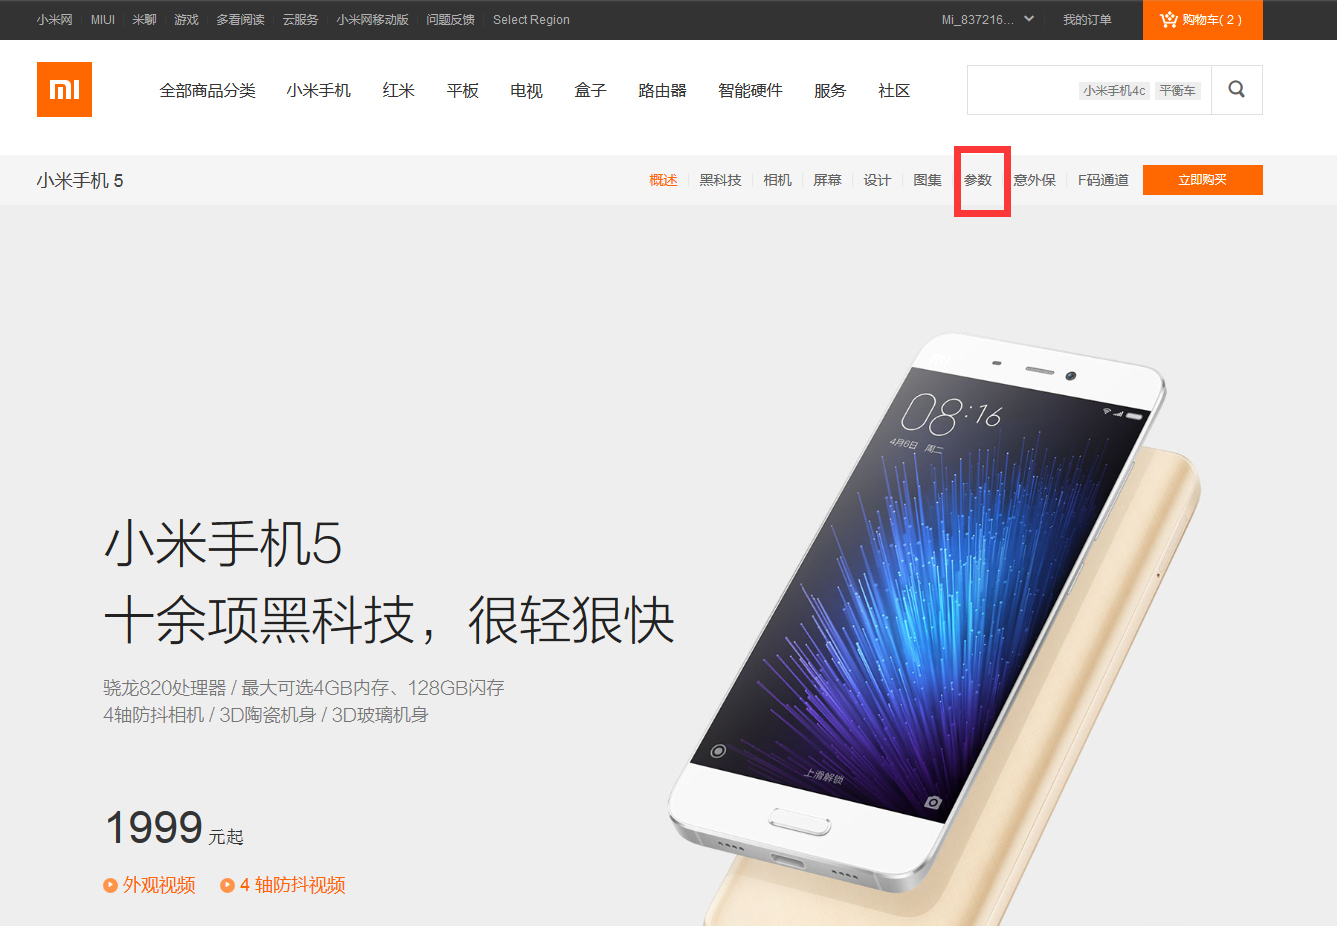 小米网 MIUI 米聊 游戏 多看阅读 云服务 小米网移动版 问题反馈 Select Region Mi_837216... 我的订单 购物车( 2 )
mi 全部商品分类 小米手机 红米 平板 电视 盒子 路由器 智能硬件 服务 社区 小米手机4c 平衡车
小米手机 5 概述 黑科技 相机 屏幕 设计 图集 参数 意外保 F码通道 立即购买
08:16
4月6日 周二
小米手机5
十余项黑科技，很轻狠快
骁龙820处理器 / 最大可选4GB内存、128GB闪存
4轴防抖相机 / 3D陶瓷机身 / 3D玻璃机身
上滑解锁
1999 元起
外观视频 4 轴防抖视频